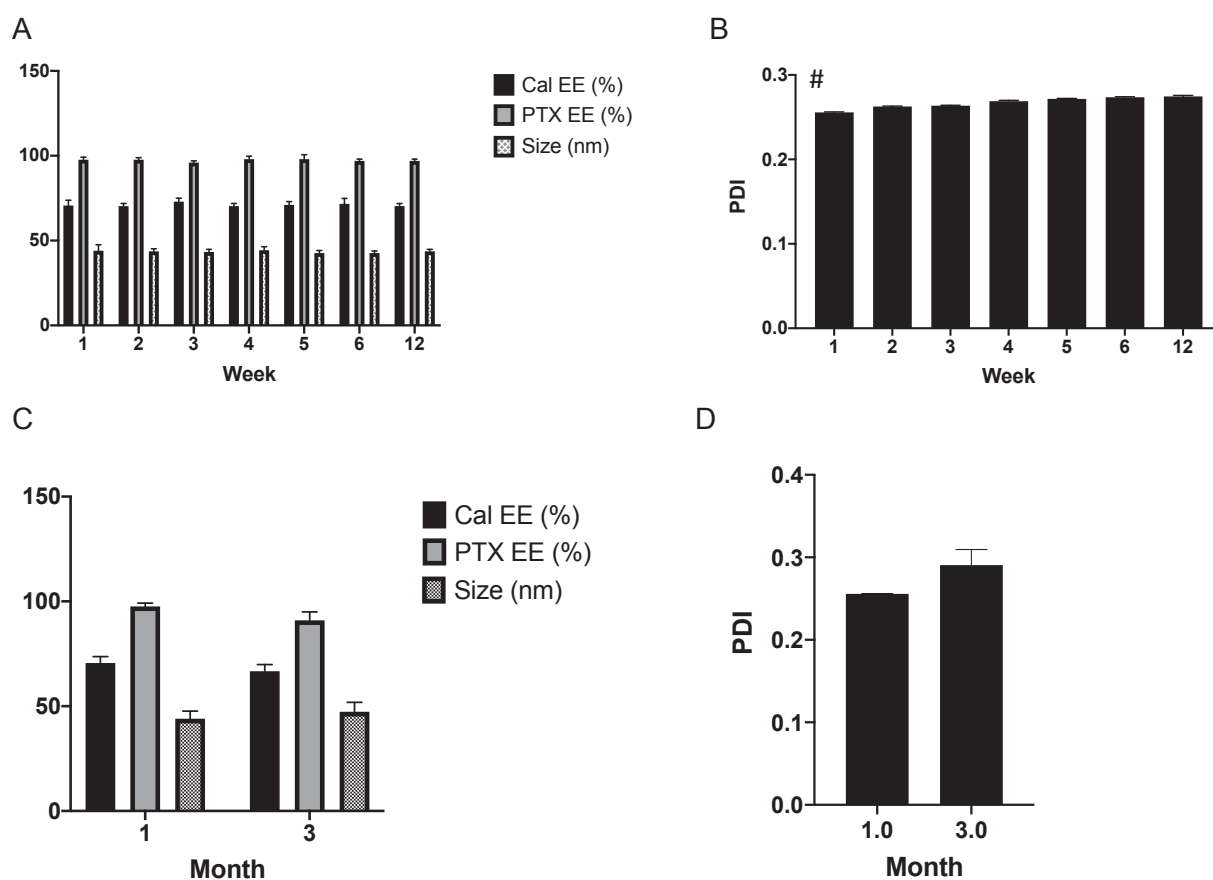 A
150
100
50
0
1 2 3 4 5 6 12
Week
Cal EE (%)
PTX EE (%)
Size (nm)
B
#
0.3
0.2
0.1
0.0
PDI
1 2 3 4 5 6 12
Week
C
150
100
50
0
1 3
Month
Cal EE (%)
PTX EE (%)
Size (nm)
D
0.4
0.3
0.2
0.1
0.0
PDI
1.0 3.0
Month